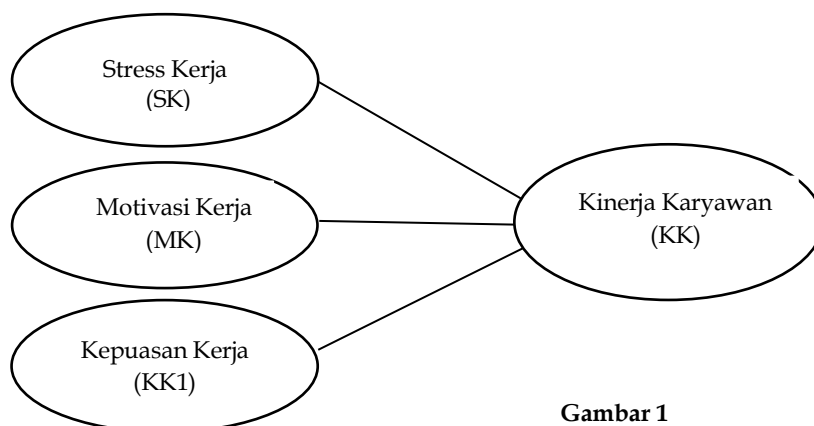 Stress Kerja
(SK)
Motivasi Kerja
(MK)
Kepuasan Kerja
(KK1)
Kinerja Karyawan
(KK)
Gambar 1